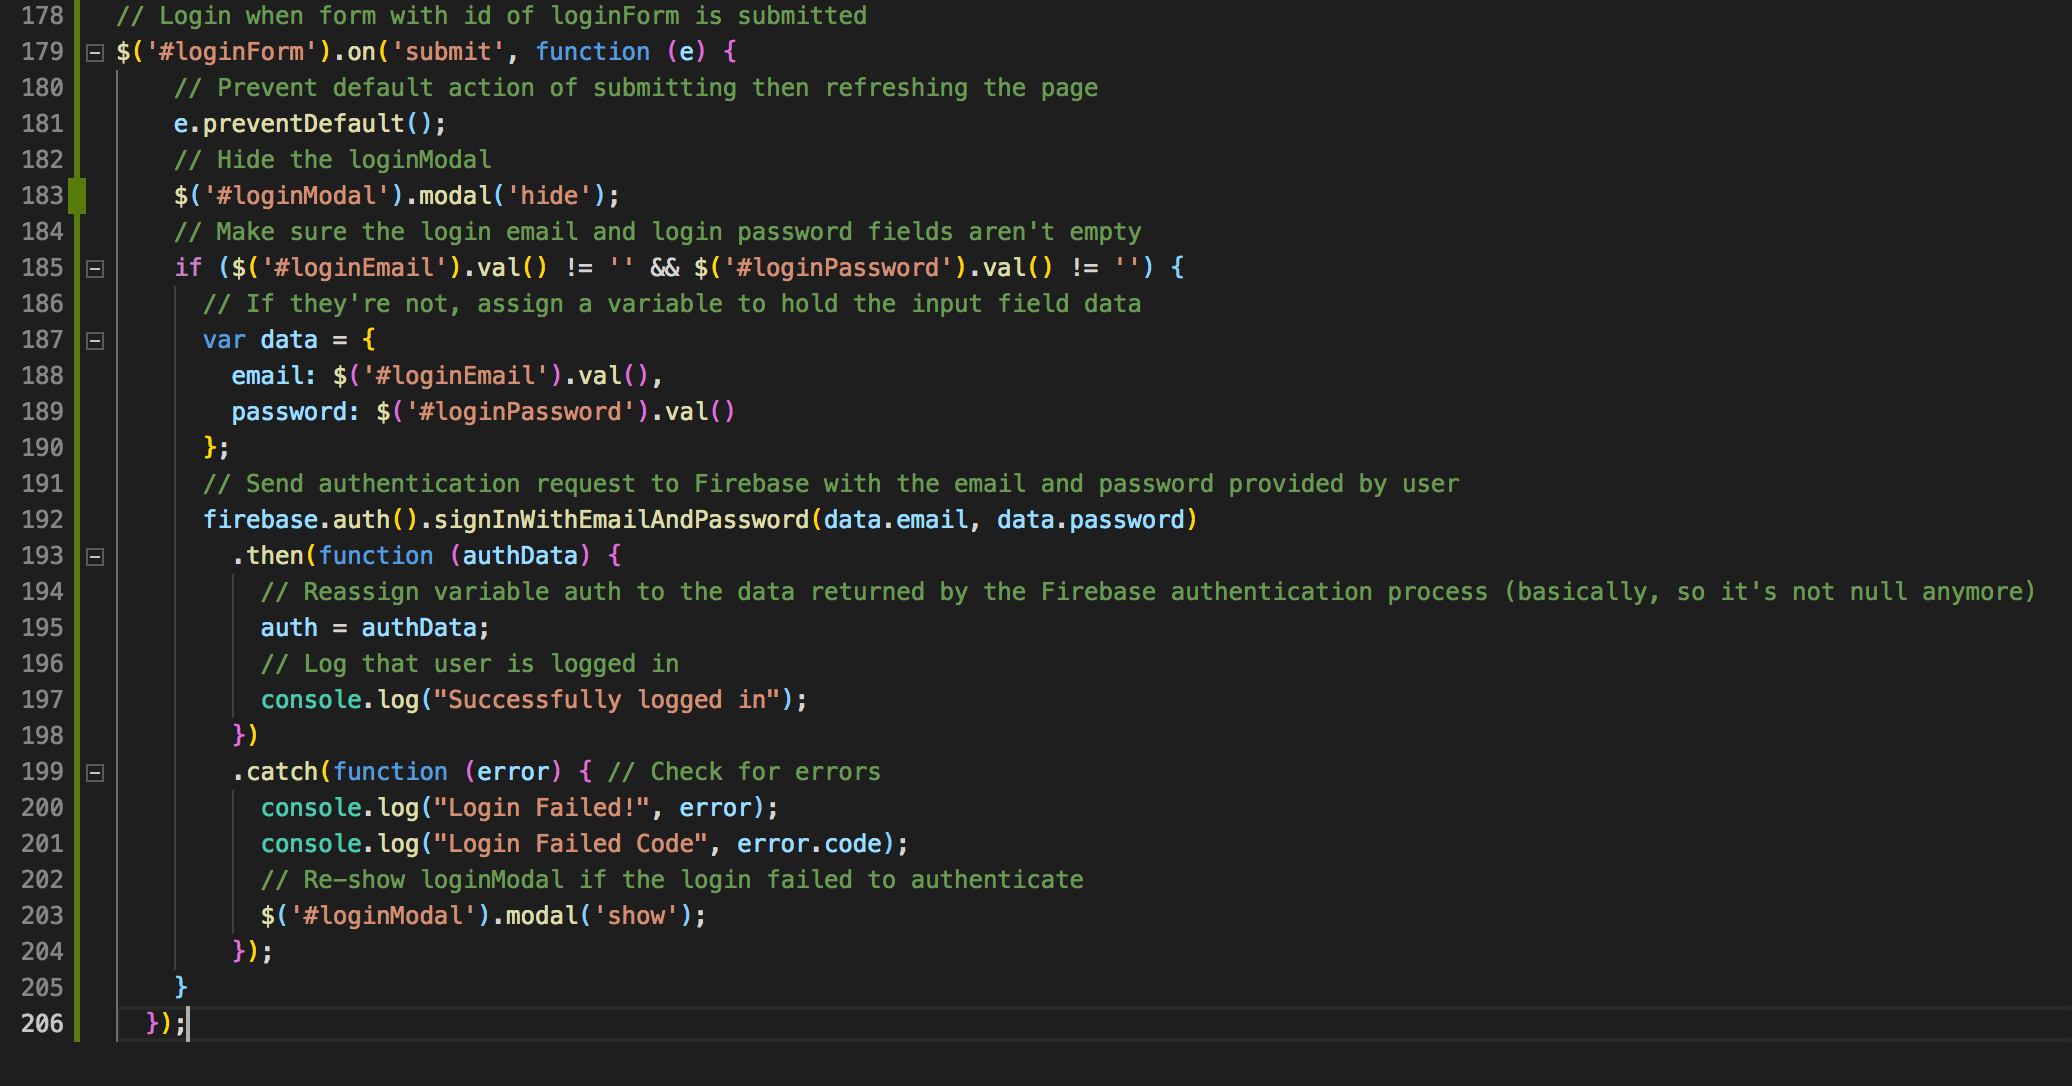 178 // Login when form with id of loginForm is submitted
179 $('#loginForm').on('submit', function (e) {
180 // Prevent default action of submitting then refreshing the page
181 e.preventDefault();
182 // Hide the loginModal
183 $('#loginModal').modal('hide');
184 // Make sure the login email and login password fields aren't empty
185 if ($('#loginEmail').val() != '' && $('#loginPassword').val() != '') {
186 // If they're not, assign a variable to hold the input field data
187 var data = {
188 email: $('#loginEmail').val(),
189 password: $('#loginPassword').val()
190 };
191 // Send authentication request to Firebase with the email and password provided by user
192 firebase.auth().signInWithEmailAndPassword(data.email, data.password)
193 .then(function (authData) {
194 // Reassign variable auth to the data returned by the Firebase authentication process (basically, so it's not null anymore)
195 auth = authData;
196 // Log that user is logged in
197 console.log("Successfully logged in");
198 })
199 .catch(function (error) { // Check for errors
200 console.log("Login Failed!", error);
201 console.log("Login Failed Code", error.code);
202 // Re-show loginModal if the login failed to authenticate
203 $('#loginModal').modal('show');
204 });
205 }
206 });